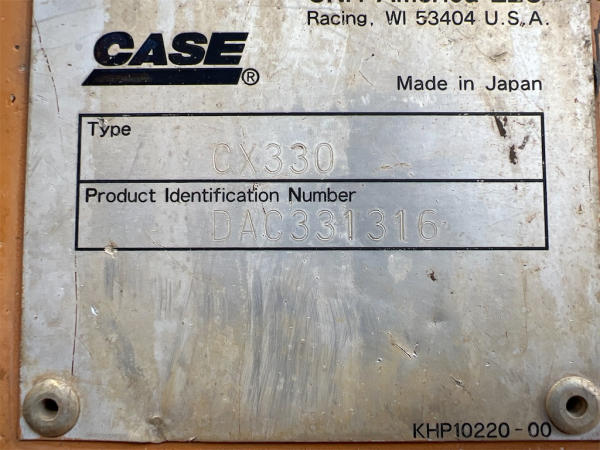 Racing, WI 53404 U.S.A.
CASE®
Made in Japan
Type
CX330
Product Identification Number
DAC331316
KHP10220-00